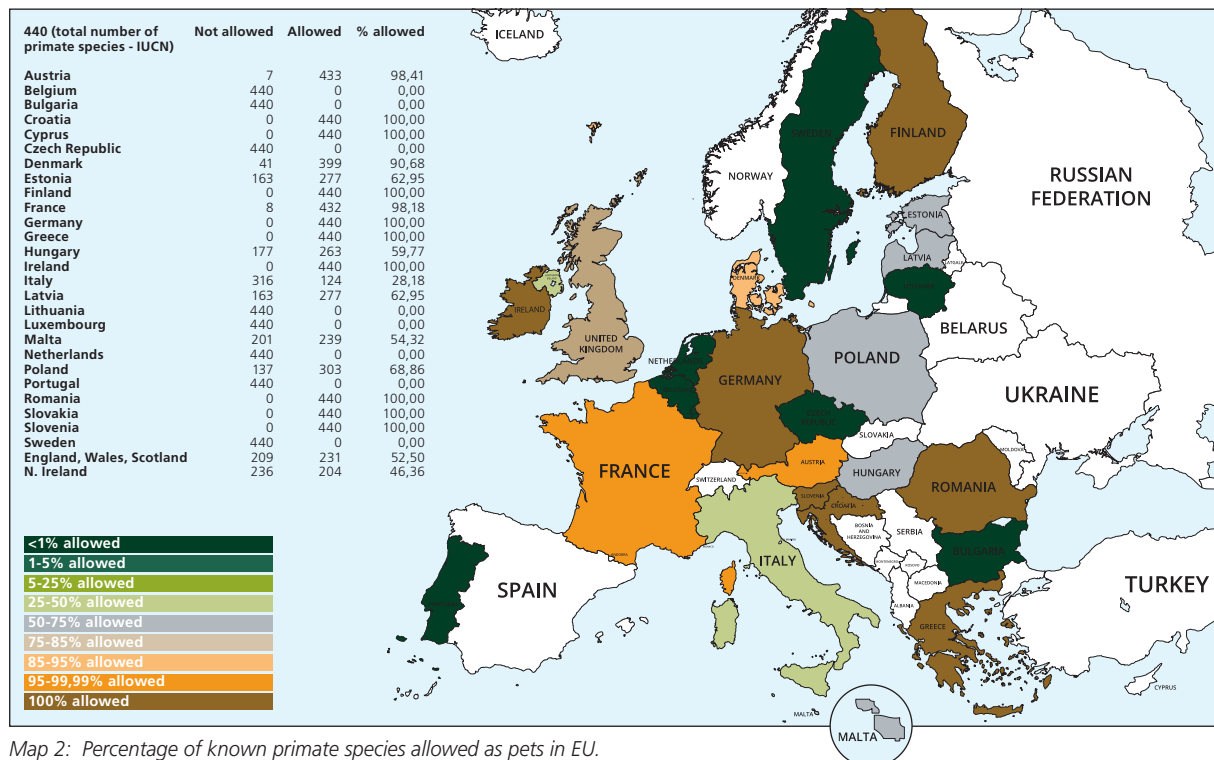 440 (total number of Not allowed Allowed % allowed
primate species - IUCN)
Austria 7 433 98,41
Belgium 440 0 0,00
Bulgaria 440 0 0,00
Croatia 0 440 100,00
Cyprus 0 440 100,00
Czech Republic 440 0 0,00
Denmark 41 399 90,68
Estonia 163 277 62,95
Finland 0 440 100,00
France 8 432 98,18
Germany 0 440 100,00
Greece 0 440 100,00
Hungary 177 263 59,77
Ireland 0 440 100,00
Italy 316 124 28,18
Latvia 163 277 62,95
Lithuania 440 0 0,00
Luxembourg 440 0 0,00
Malta 201 239 54,32
Netherlands 440 0 0,00
Poland 137 303 68,86
Portugal 440 0 0,00
Romania 0 440 100,00
Slovakia 0 440 100,00
Slovenia 0 440 100,00
Sweden 440 0 0,00
England, Wales, Scotland 209 231 52,50
N. Ireland 236 204 46,36
<1% allowed
1-5% allowed
5-25% allowed
25-50% allowed
50-75% allowed
75-85% allowed
85-95% allowed
95-99,99% allowed
100% allowed
ICELAND
SWEDEN
FINLAND
NORWAY
RUSSIAN
FEDERATION
ESTONIA
LATVIA
LATGALE
DENMARK
IRELAND
UNITED
KINGDOM
BELARUS
POLAND
GERMANY
UKRAINE
CZECH
SLOVAKIA
MOLDOVA
FRANCE
SWITZERLAND
AUSTRIA
HUNGARY
ROMANIA
SLOVENIA
CROATIA
BOSNIA
AND
HERZEGOVINA
SERBIA
BULGARIA
ANDORRA
ITALY
MONTENEGRO
KOSOVO
MACEDONIA
ALBANIA
SPAIN
TURKEY
GREECE
CYPRUS
MALTA
MALTA
Map 2: Percentage of known primate species allowed as pets in EU.